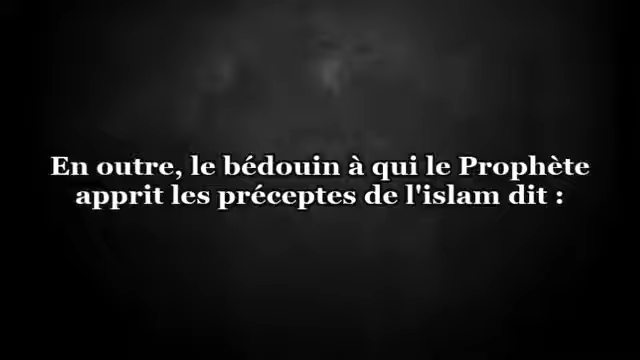 En outre, le bédouin à qui le Prophète
apprit les préceptes de l'islam dit :